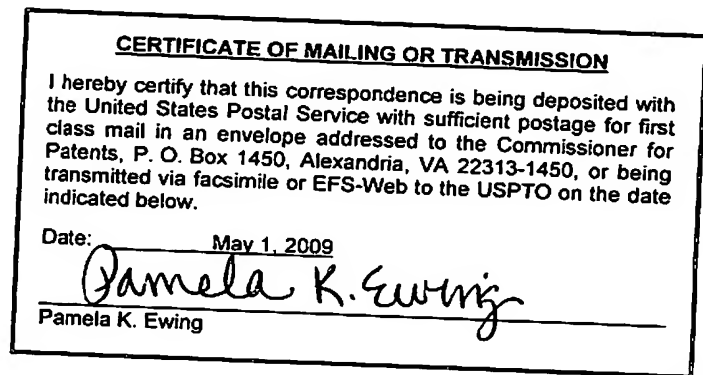 CERTIFICATE OF MAILING OR TRANSMISSION
I hereby certify that this correspondence is being deposited with
the United States Postal Service with sufficient postage for first
class mail in an envelope addressed to the Commissioner for
Patents, P. O. Box 1450, Alexandria, VA 22313-1450, or being
transmitted via facsimile or EFS-Web to the USPTO on the date
indicated below.
Date: May 1, 2009
Pamela K. Ewing
Pamela K. Ewing